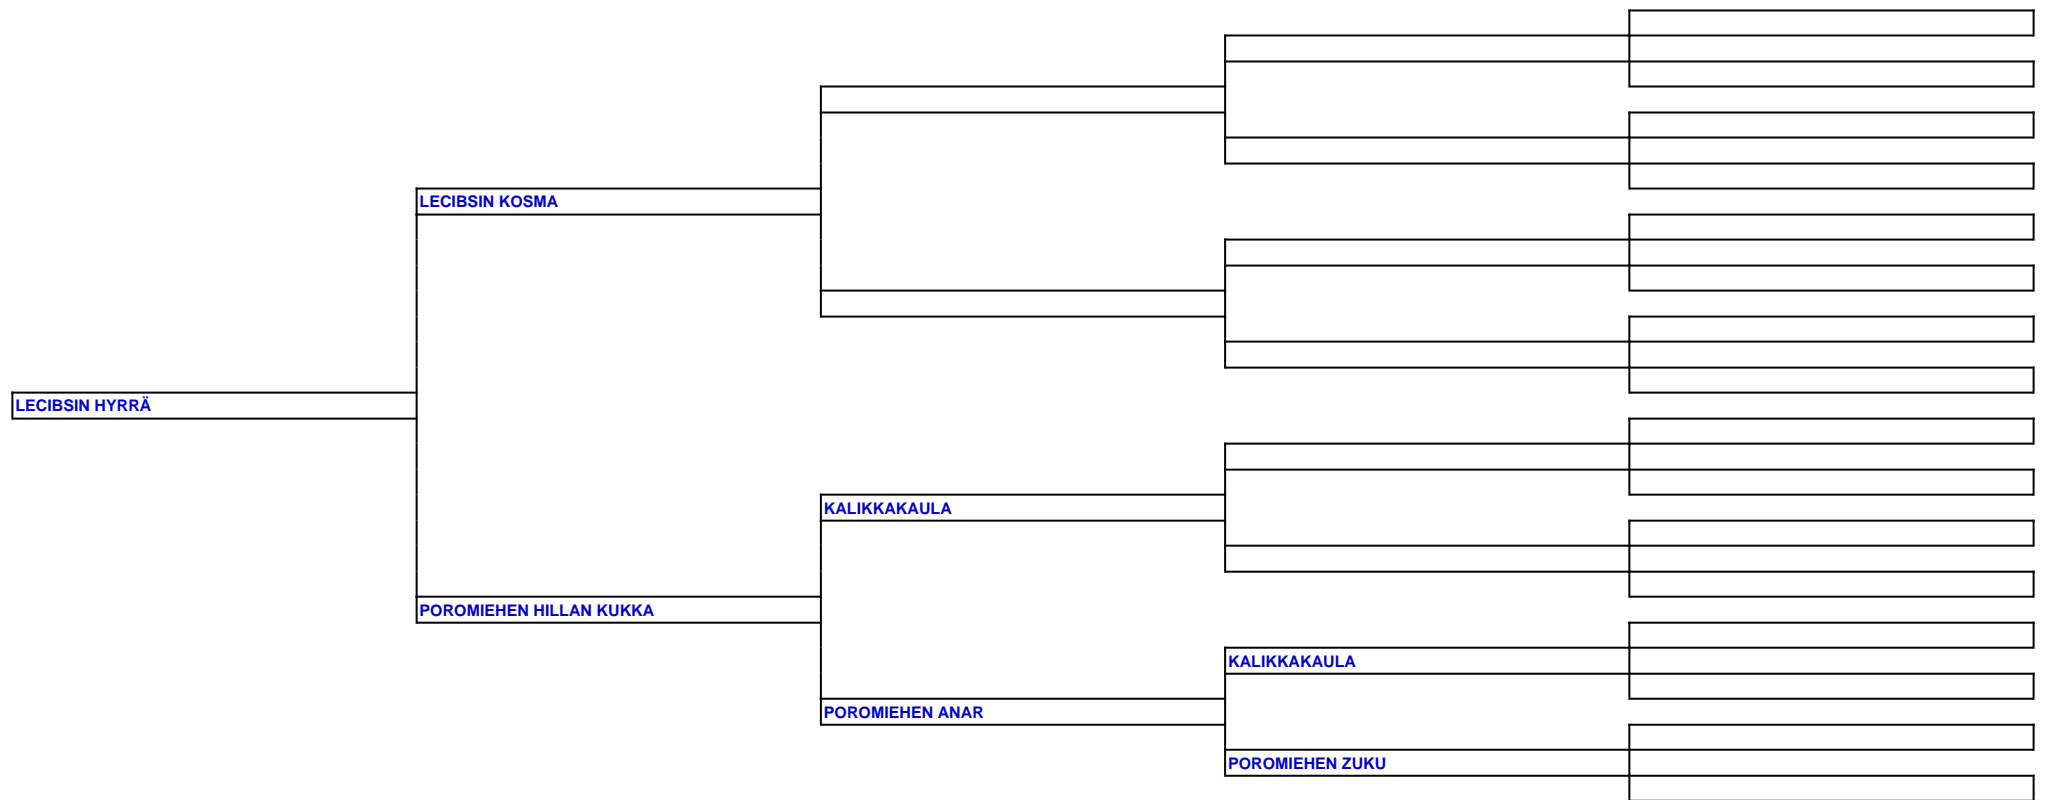 LECIBSIN KOSMA
LECIBSIN HYRRÄ
KALIKKAKAULA
POROMIEHEN HILLAN KUKKA
KALIKKAKAULA
POROMIEHEN ANAR
POROMIEHEN ZUKU